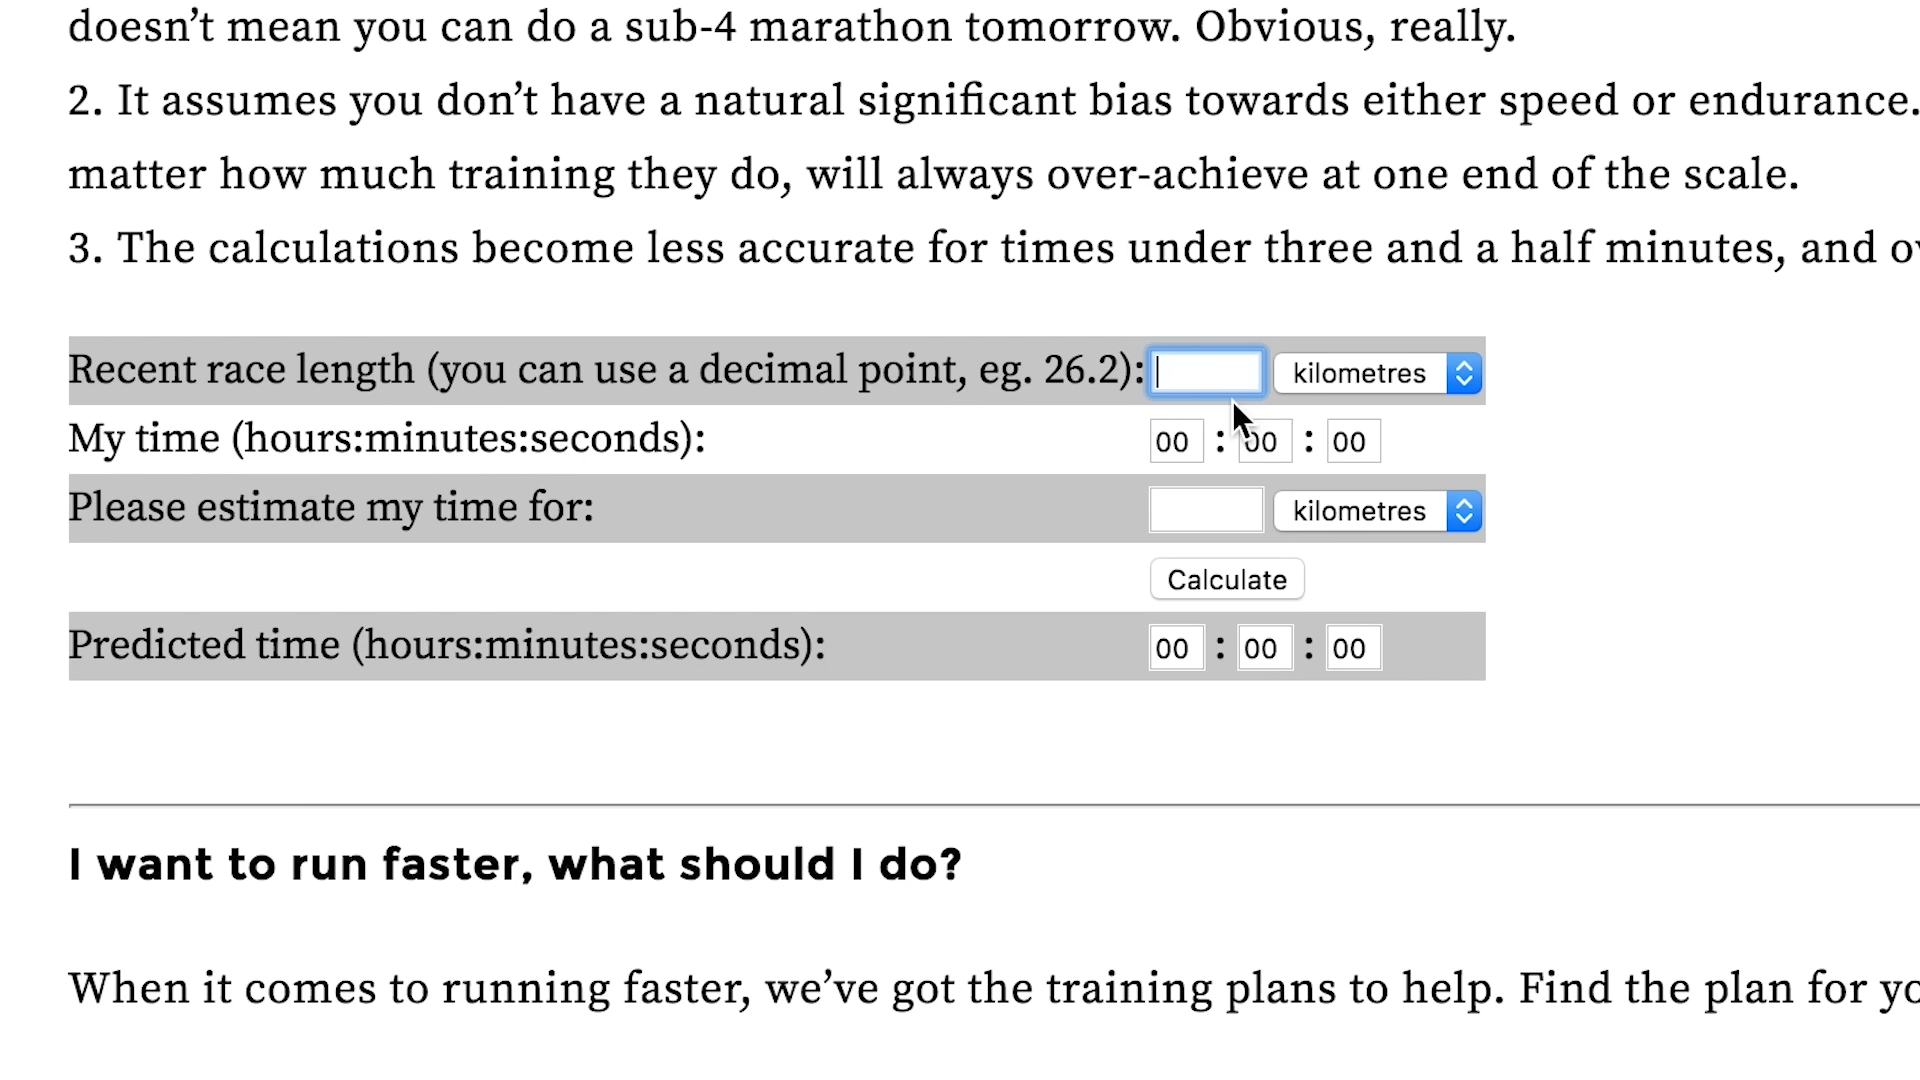 doesn’t mean you can do a sub-4 marathon tomorrow. Obvious, really.
2. It assumes you don’t have a natural significant bias towards either speed or endurance.
matter how much training they do, will always over-achieve at one end of the scale.
3. The calculations become less accurate for times under three and a half minutes, and
Recent race length (you can use a decimal point, eg. 26.2): kilometres
My time (hours:minutes:seconds): 00 : 00 : 00
Please estimate my time for: kilometres
Calculate
Predicted time (hours:minutes:seconds): 00 : 00 : 00
I want to run faster, what should I do?
When it comes to running faster, we’ve got the training plans to help. Find the plan for